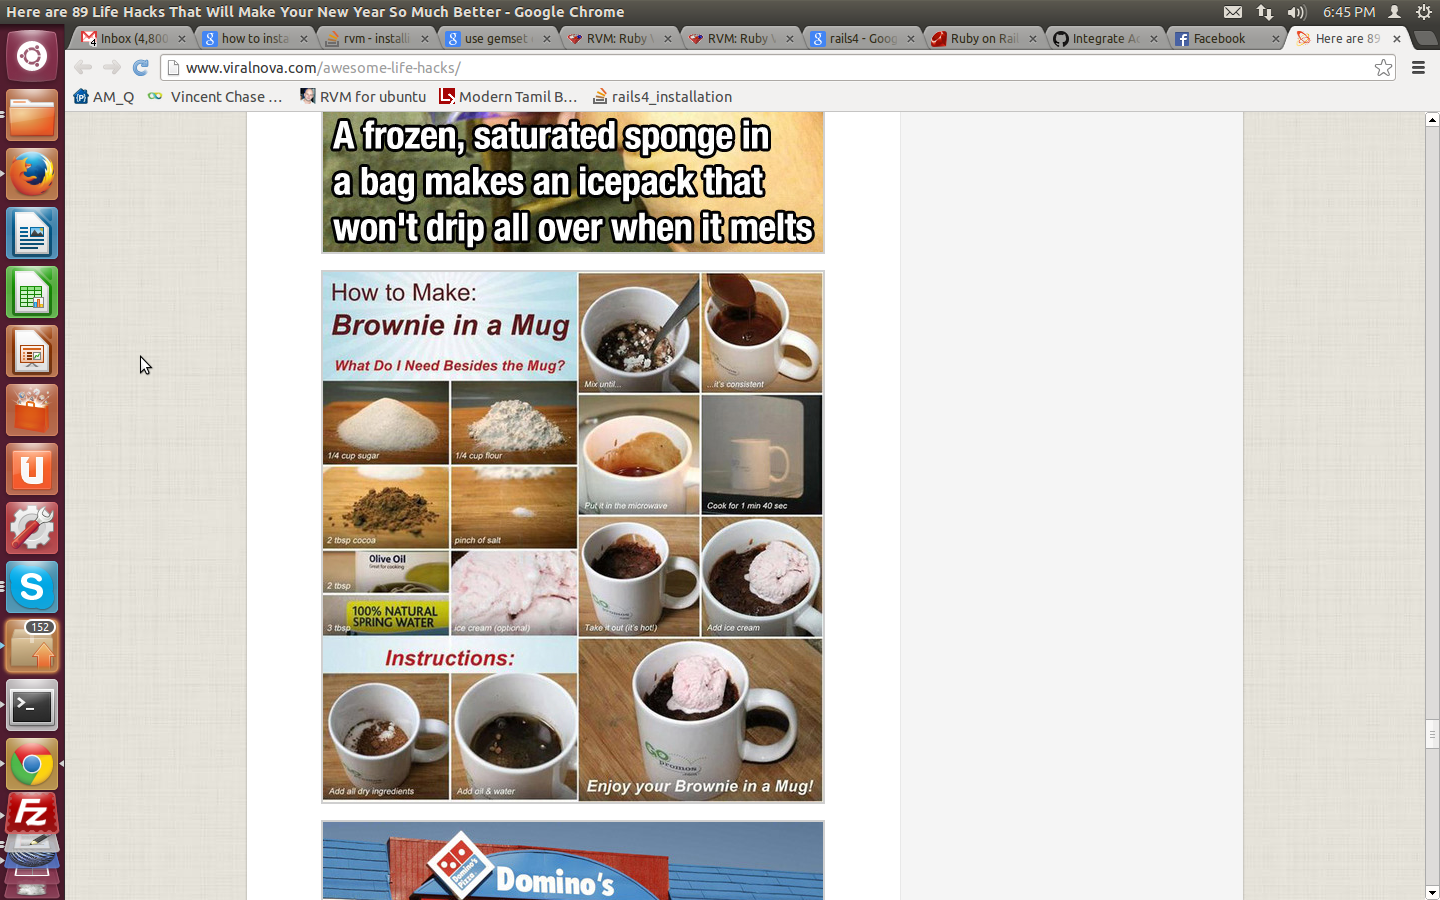 Here are 89 Life Hacks That Will Make Your New Year So Much Better - Google Chrome
6:45 PM
Inbox (4,800
how to insta
rvm - installi
use gemset
RVM: Ruby
RVM: Ruby
rails4 - Goog
Ruby on Rail
Integrate Ac
Facebook
Here are 89
www.viralnova.com/awesome-life-hacks/
AM_Q
Vincent Chase ...
RVM for ubuntu
Modern Tamil B...
rails4_installation
152
A frozen, saturated sponge in
a bag makes an icepack that
won't drip all over when it melts
How to Make:
Brownie in a Mug
What Do I Need Besides the Mug?
1/4 cup sugar
1/4 cup flour
2 tbsp cocoa
pinch of salt
Olive Oil
Great for cooking
2 tbsp
100% NATURAL
SPRING WATER
3 tbsp
ice cream (optional)
Instructions:
Add all dry ingredients
Add oil & water
Mix until...
...it's consistent
Put it in the microwave
Cook for 1 min 40 sec
Take it out (it's hot!)
Add ice cream
GO
promos
Enjoy your Brownie in a Mug!
Domino's
Pizza
Domino's